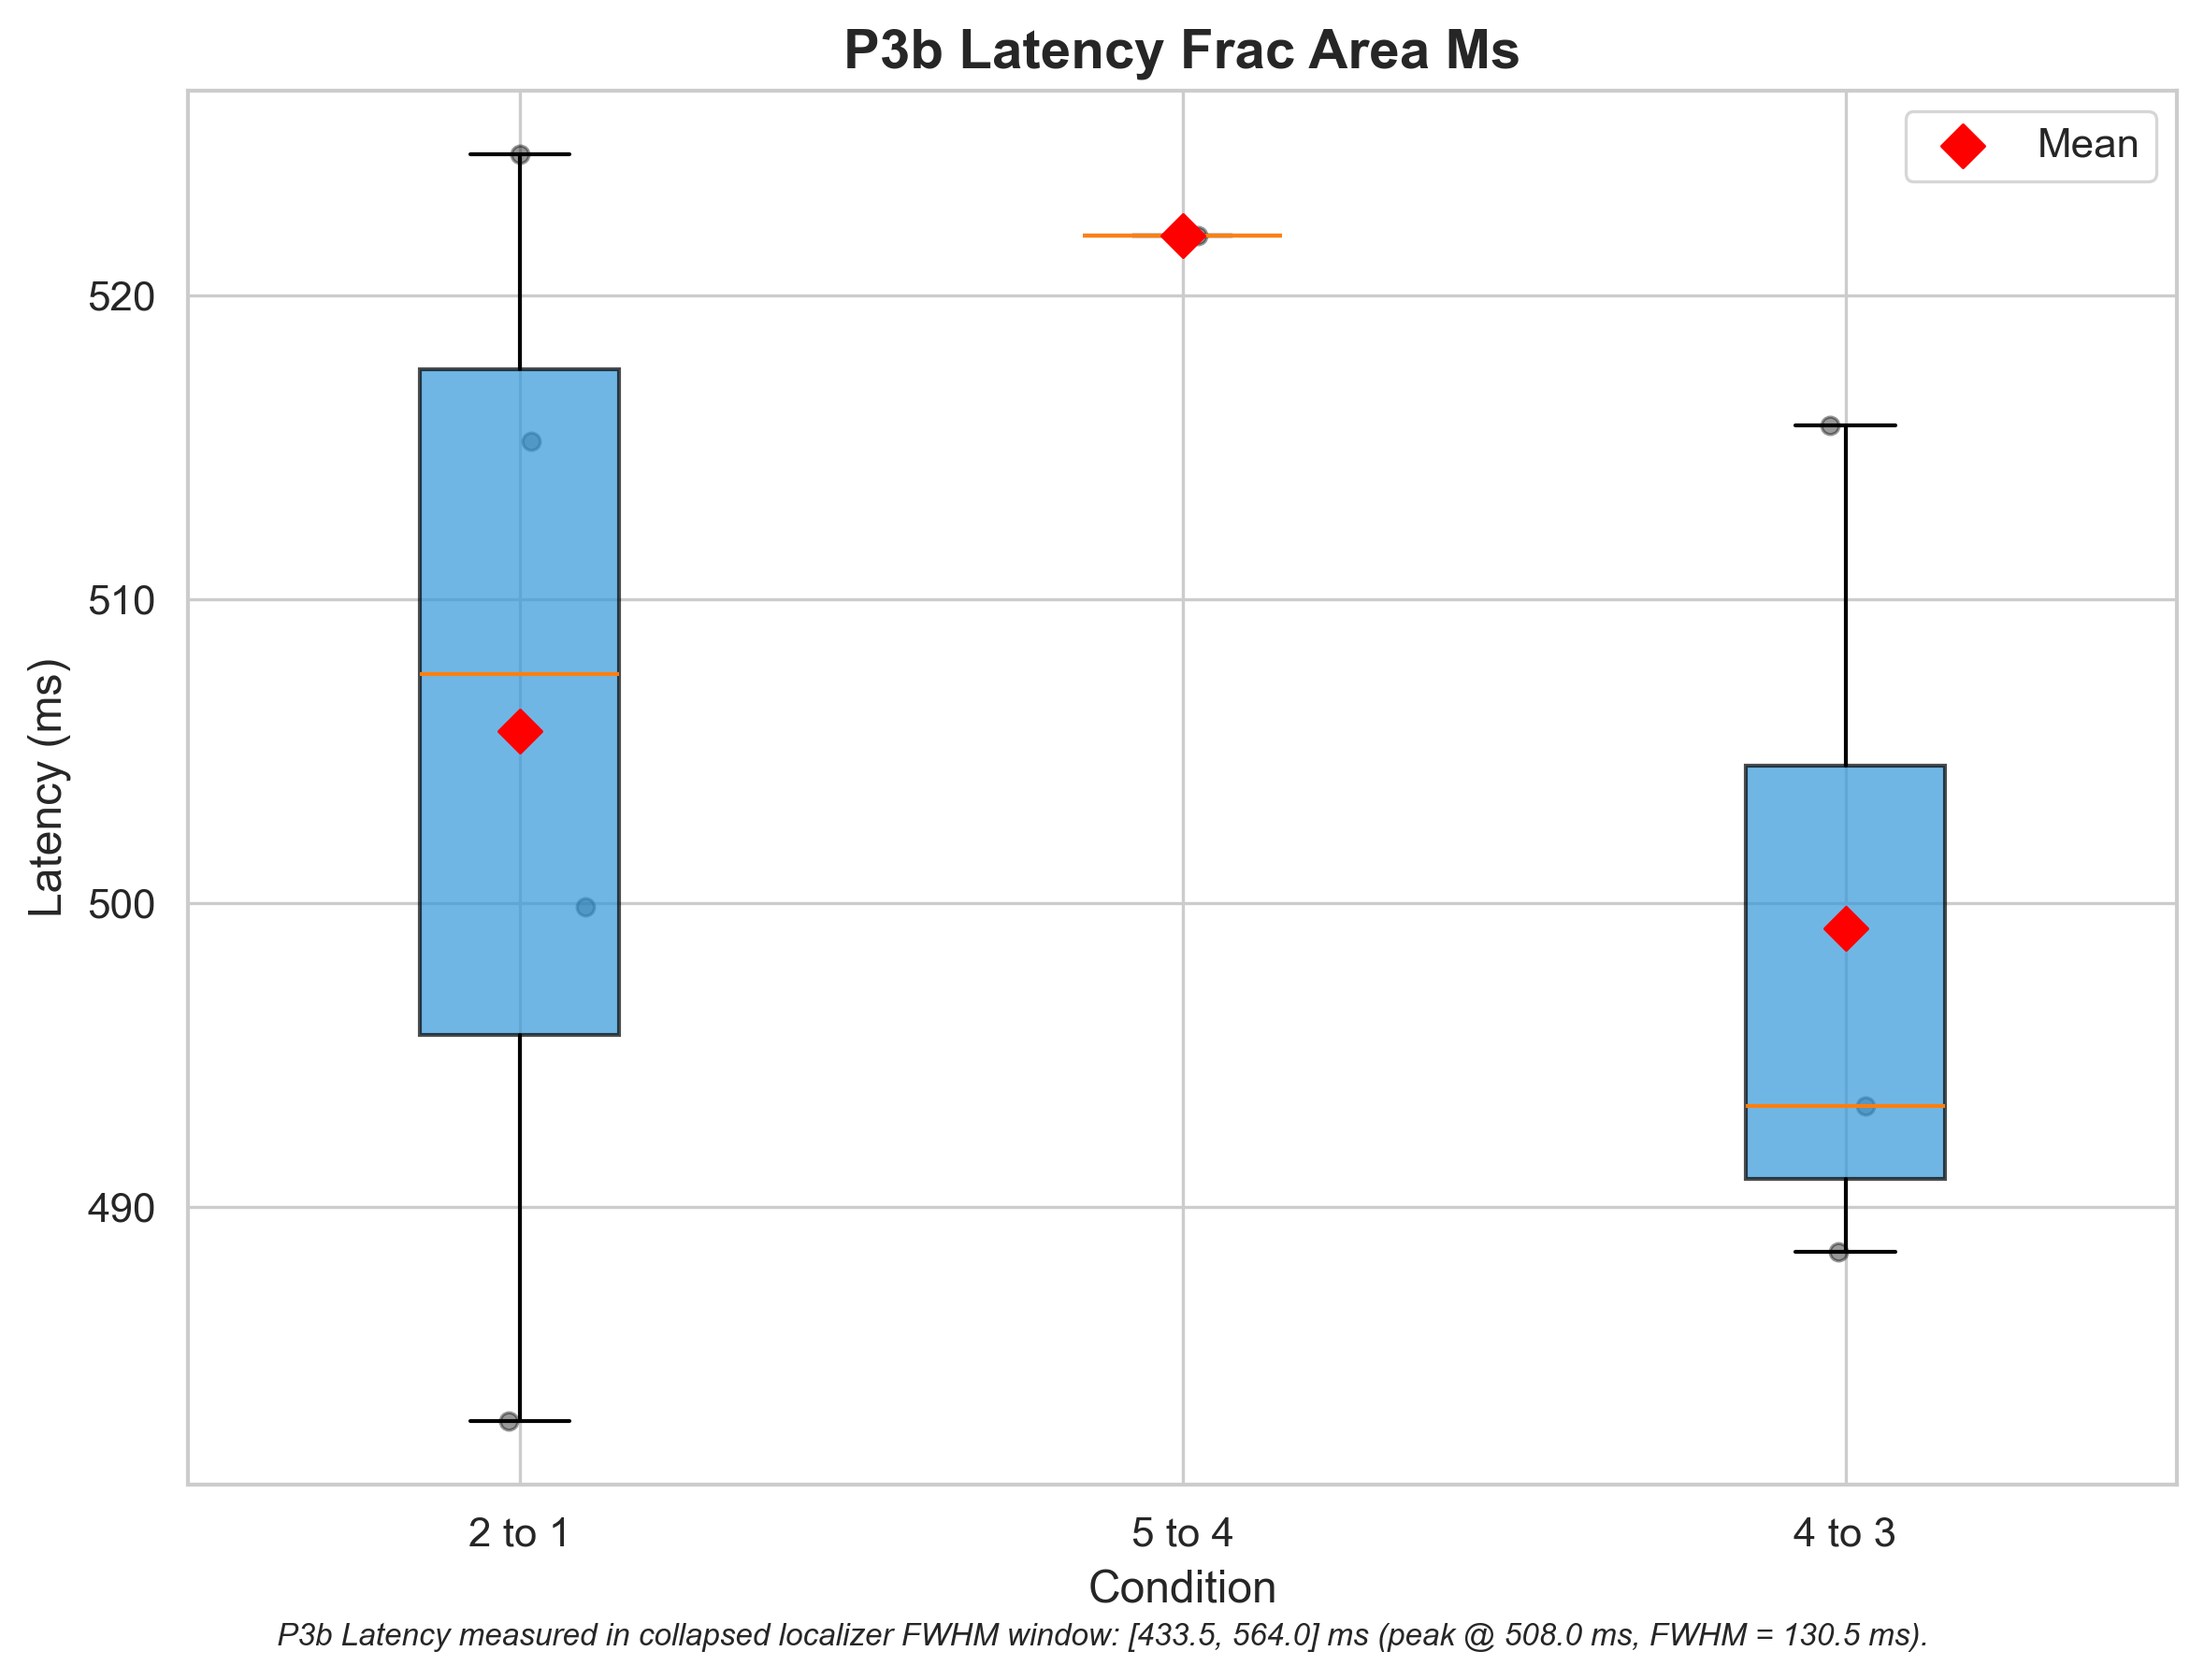 P3b Latency Frac Area Ms
Mean
520
510
500
490
Latency (ms)
2 to 1
5 to 4
4 to 3
Condition
P3b Latency measured in collapsed localizer FWHM window: [433.5, 564.0] ms (peak @ 508.0 ms, FWHM = 130.5 ms).